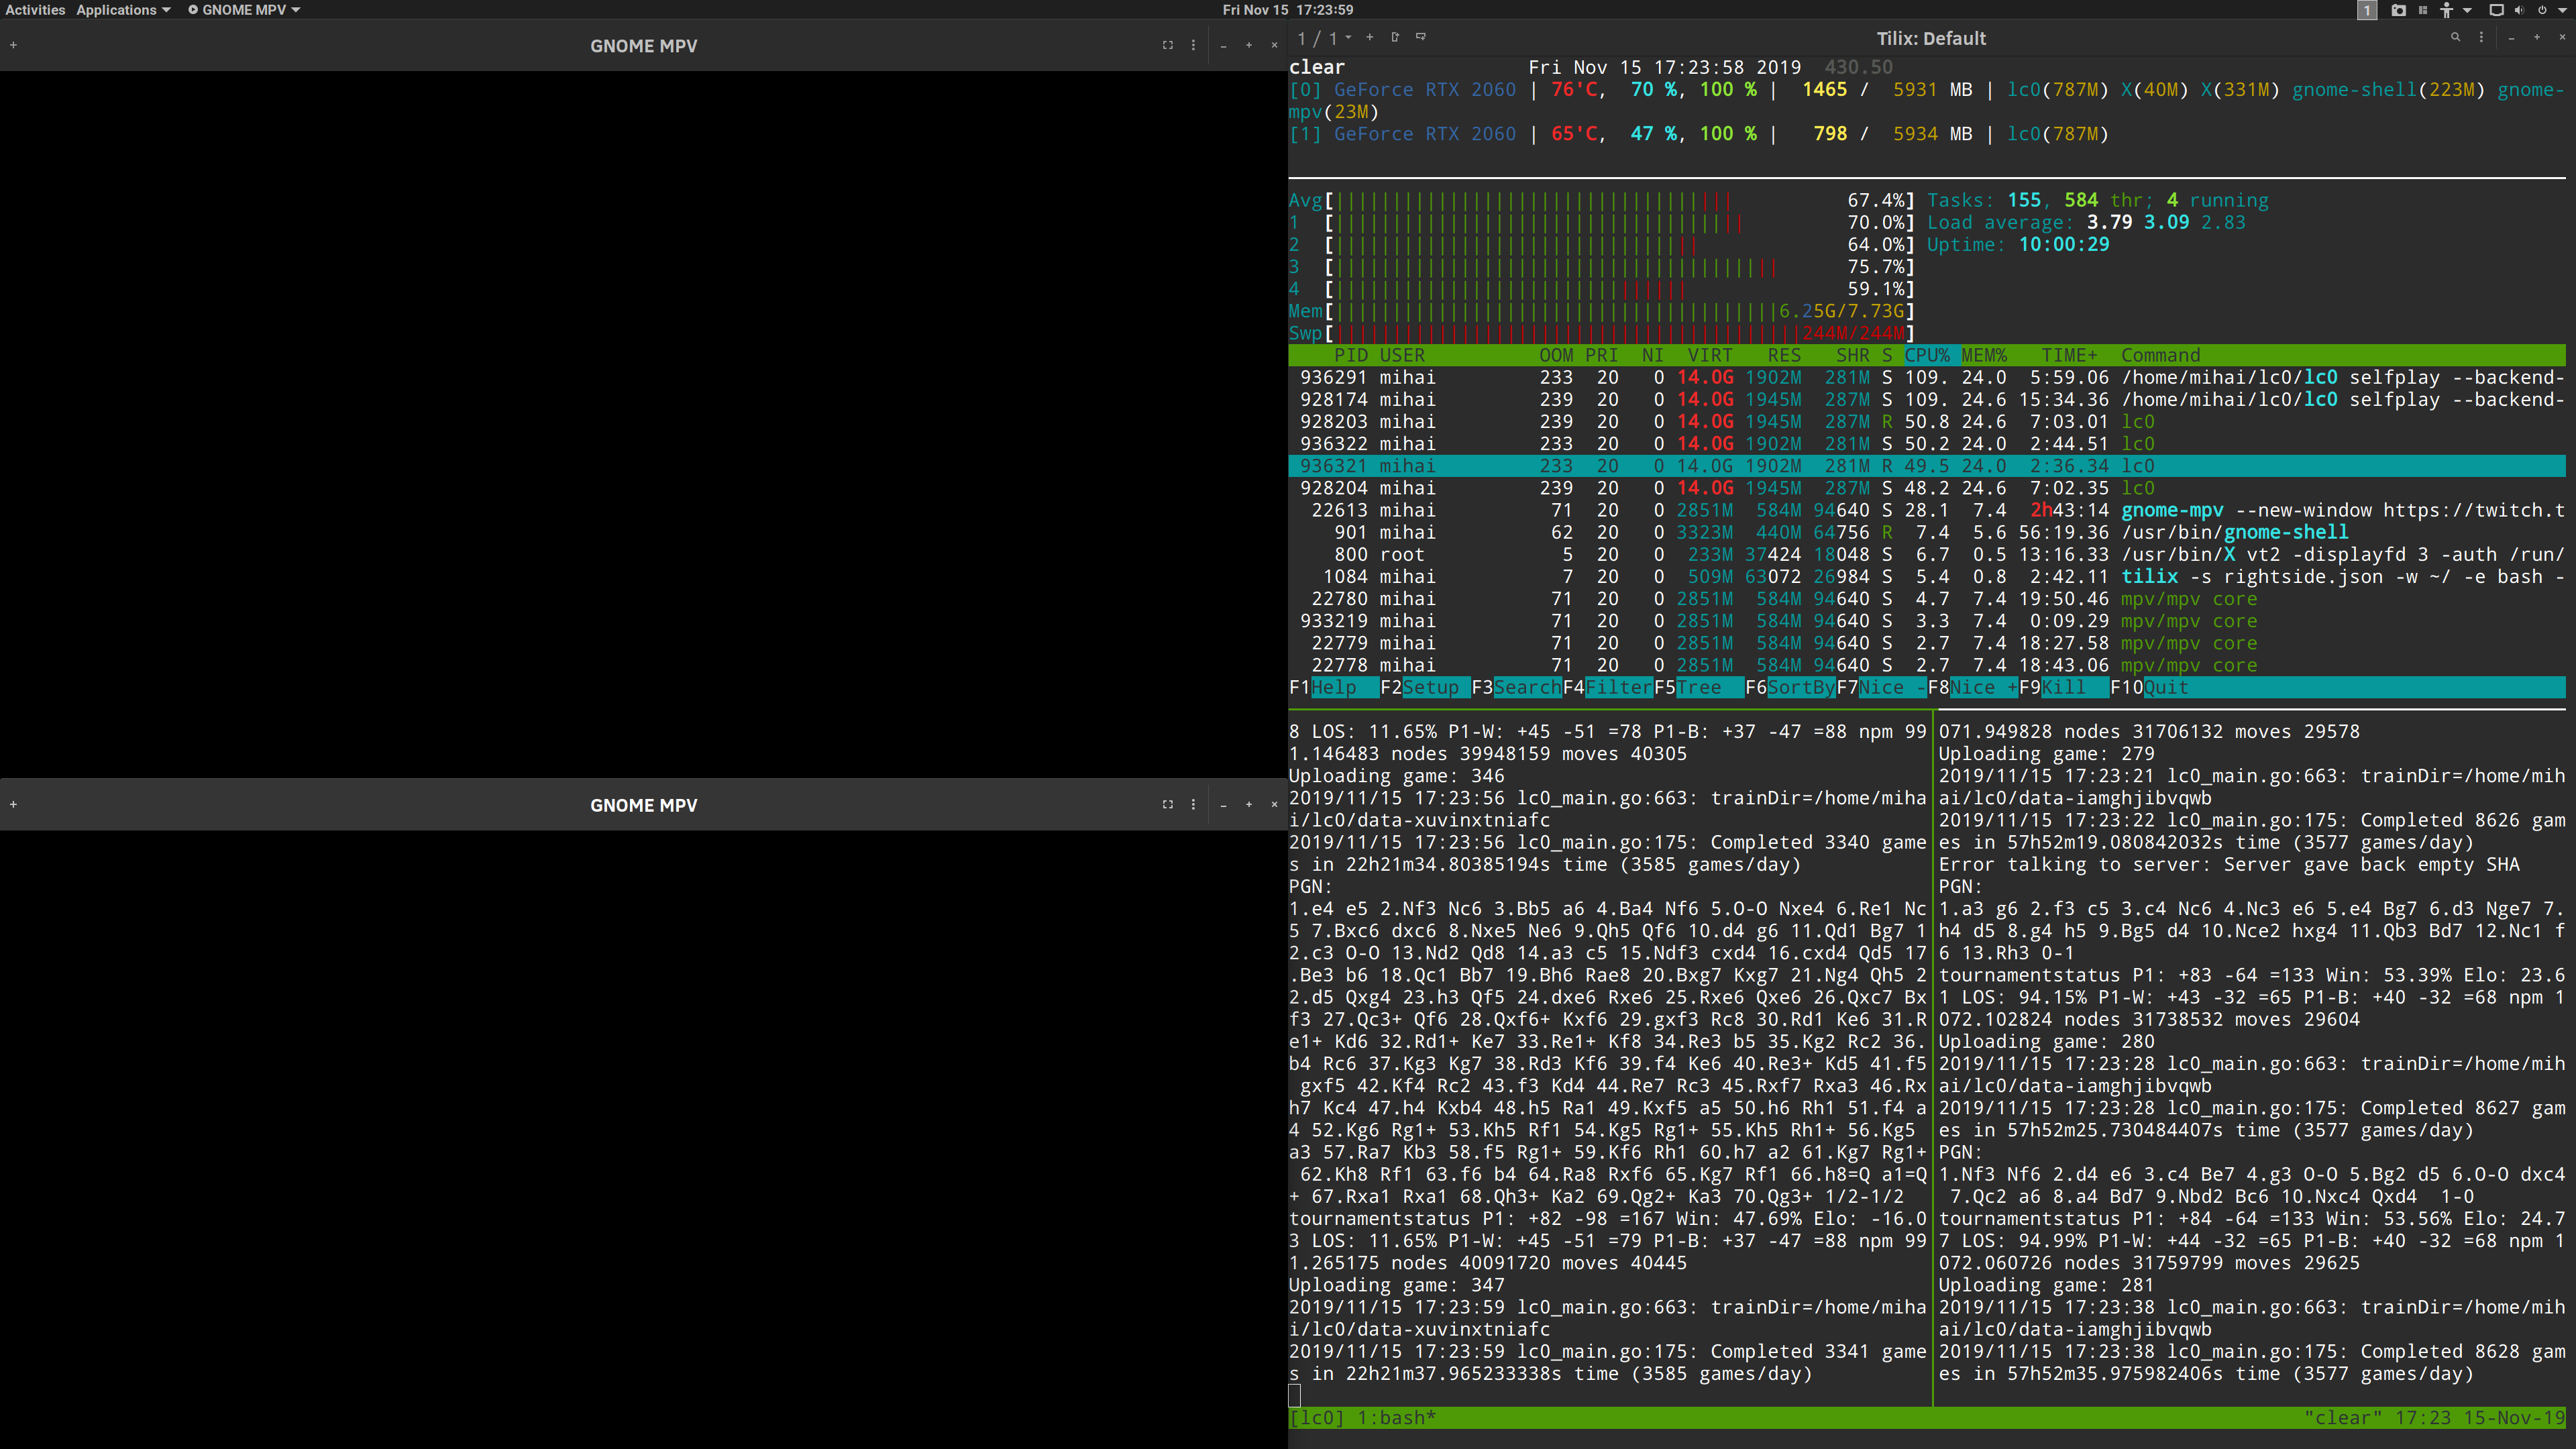 Activities Applications GNOME MPV Fri Nov 15 17:23:59 1
GNOME MPV
GNOME MPV
1 / 1 Tilix: Default
clear Fri Nov 15 17:23:58 2019 430.50
[0] GeForce RTX 2060 | 76'C, 70 %, 100 % | 1465 / 5931 MB | lc0(787M) X(40M) X(331M) gnome-shell(223M) gnome-
mpv(23M)
[1] GeForce RTX 2060 | 65'C, 47 %, 100 % | 798 / 5934 MB | lc0(787M)
Avg[ 67.4%] Tasks: 155, 584 thr; 4 running
1 [ 70.0%] Load average: 3.79 3.09 2.83
2 [ 64.0%] Uptime: 10:00:29
3 [ 75.7%]
4 [ 59.1%]
Mem[ 6.25G/7.73G]
Swp[ 244M/244M]
PID USER OOM PRI NI VIRT RES SHR S CPU% MEM% TIME+ Command
936291 mihai 233 20 0 14.0G 1902M 281M S 109. 24.0 5:59.06 /home/mihai/lc0/lc0 selfplay --backend-
928174 mihai 239 20 0 14.0G 1945M 287M S 109. 24.6 15:34.36 /home/mihai/lc0/lc0 selfplay --backend-
928203 mihai 239 20 0 14.0G 1945M 287M R 50.8 24.6 7:03.01 lc0
936322 mihai 233 20 0 14.0G 1902M 281M S 50.2 24.0 2:44.51 lc0
936321 mihai 233 20 0 14.0G 1902M 281M R 49.5 24.0 2:36.34 lc0
928204 mihai 239 20 0 14.0G 1945M 287M S 48.2 24.6 7:02.35 lc0
22613 mihai 71 20 0 2851M 584M 94640 S 28.1 7.4 2h43:14 gnome-mpv --new-window https://twitch.t
901 mihai 62 20 0 3323M 440M 64756 R 7.4 5.6 56:19.36 /usr/bin/gnome-shell
800 root 5 20 0 233M 37424 18048 S 6.7 0.5 13:16.33 /usr/bin/X vt2 -displayfd 3 -auth /run/
1084 mihai 7 20 0 509M 63072 26984 S 5.4 0.8 2:42.11 tilix -s rightside.json -w ~/ -e bash -
22780 mihai 71 20 0 2851M 584M 94640 S 4.7 7.4 19:50.46 mpv/mpv core
933219 mihai 71 20 0 2851M 584M 94640 S 3.3 7.4 0:09.29 mpv/mpv core
22779 mihai 71 20 0 2851M 584M 94640 S 2.7 7.4 18:27.58 mpv/mpv core
22778 mihai 71 20 0 2851M 584M 94640 S 2.7 7.4 18:43.06 mpv/mpv core
F1Help F2Setup F3SearchF4FilterF5Tree F6SortByF7Nice -F8Nice +F9Kill F10Quit
8 LOS: 11.65% P1-W: +45 -51 =78 P1-B: +37 -47 =88 npm 99
1.146483 nodes 39948159 moves 40305
Uploading game: 346
2019/11/15 17:23:56 lc0_main.go:663: trainDir=/home/miha
i/lc0/data-xuvinxtniafc
2019/11/15 17:23:56 lc0_main.go:175: Completed 3340 game
s in 22h21m34.80385194s time (3585 games/day)
PGN:
1.e4 e5 2.Nf3 Nc6 3.Bb5 a6 4.Ba4 Nf6 5.O-O Nxe4 6.Re1 Nc
5 7.Bxc6 dxc6 8.Nxe5 Ne6 9.Qh5 Qf6 10.d4 g6 11.Qd1 Bg7 1
2.c3 O-O 13.Nd2 Qd8 14.a3 c5 15.Ndf3 cxd4 16.cxd4 Qd5 17
.Be3 b6 18.Qc1 Bb7 19.Bh6 Rae8 20.Bxg7 Kxg7 21.Ng4 Qh5 2
2.d5 Qxg4 23.h3 Qf5 24.dxe6 Rxe6 25.Rxe6 Qxe6 26.Qxc7 Bx
f3 27.Qc3+ Qf6 28.Qxf6+ Kxf6 29.gxf3 Rc8 30.Rd1 Ke6 31.R
e1+ Kd6 32.Rd1+ Ke7 33.Re1+ Kf8 34.Re3 b5 35.Kg2 Rc2 36.
b4 Rc6 37.Kg3 Kg7 38.Rd3 Kf6 39.f4 Ke6 40.Re3+ Kd5 41.f5
gxf5 42.Kf4 Rc2 43.f3 Kd4 44.Re7 Rc3 45.Rxf7 Rxa3 46.Rx
h7 Kc4 47.h4 Kxb4 48.h5 Ra1 49.Kxf5 a5 50.h6 Rh1 51.f4 a
4 52.Kg6 Rg1+ 53.Kh5 Rf1 54.Kg5 Rg1+ 55.Kh5 Rh1+ 56.Kg5
a3 57.Ra7 Kb3 58.f5 Rg1+ 59.Kf6 Rh1 60.h7 a2 61.Kg7 Rg1+
62.Kh8 Rf1 63.f6 b4 64.Ra8 Rxf6 65.Kg7 Rf1 66.h8=Q a1=Q
+ 67.Rxa1 Rxa1 68.Qh3+ Ka2 69.Qg2+ Ka3 70.Qg3+ 1/2-1/2
tournamentstatus P1: +82 -98 =167 Win: 47.69% Elo: -16.0
3 LOS: 11.65% P1-W: +45 -51 =79 P1-B: +37 -47 =88 npm 99
1.265175 nodes 40091720 moves 40445
Uploading game: 347
2019/11/15 17:23:59 lc0_main.go:663: trainDir=/home/miha
i/lc0/data-xuvinxtniafc
2019/11/15 17:23:59 lc0_main.go:175: Completed 3341 game
s in 22h21m37.965233338s time (3585 games/day)
071.949828 nodes 31706132 moves 29578
Uploading game: 279
2019/11/15 17:23:21 lc0_main.go:663: trainDir=/home/mih
ai/lc0/data-iamghjibvqwb
2019/11/15 17:23:22 lc0_main.go:175: Completed 8626 gam
es in 57h52m19.080842032s time (3577 games/day)
Error talking to server: Server gave back empty SHA
PGN:
1.a3 g6 2.f3 c5 3.c4 Nc6 4.Nc3 e6 5.e4 Bg7 6.d3 Nge7 7.
h4 d5 8.g4 h5 9.Bg5 d4 10.Nce2 hxg4 11.Qb3 Bd7 12.Nc1 f
6 13.Rh3 0-1
tournamentstatus P1: +83 -64 =133 Win: 53.39% Elo: 23.6
1 LOS: 94.15% P1-W: +43 -32 =65 P1-B: +40 -32 =68 npm 1
072.102824 nodes 31738532 moves 29604
Uploading game: 280
2019/11/15 17:23:28 lc0_main.go:663: trainDir=/home/mih
ai/lc0/data-iamghjibvqwb
2019/11/15 17:23:28 lc0_main.go:175: Completed 8627 gam
es in 57h52m25.730484407s time (3577 games/day)
PGN:
1.Nf3 Nf6 2.d4 e6 3.c4 Be7 4.g3 O-O 5.Bg2 d5 6.O-O dxc4
7.Qc2 a6 8.a4 Bd7 9.Nbd2 Bc6 10.Nxc4 Qxd4 1-0
tournamentstatus P1: +84 -64 =133 Win: 53.56% Elo: 24.7
7 LOS: 94.99% P1-W: +44 -32 =65 P1-B: +40 -32 =68 npm 1
072.060726 nodes 31759799 moves 29625
Uploading game: 281
2019/11/15 17:23:38 lc0_main.go:663: trainDir=/home/mih
ai/lc0/data-iamghjibvqwb
2019/11/15 17:23:38 lc0_main.go:175: Completed 8628 gam
es in 57h52m35.975982406s time (3577 games/day)
[lc0] 1:bash* "clear" 17:23 15-Nov-19